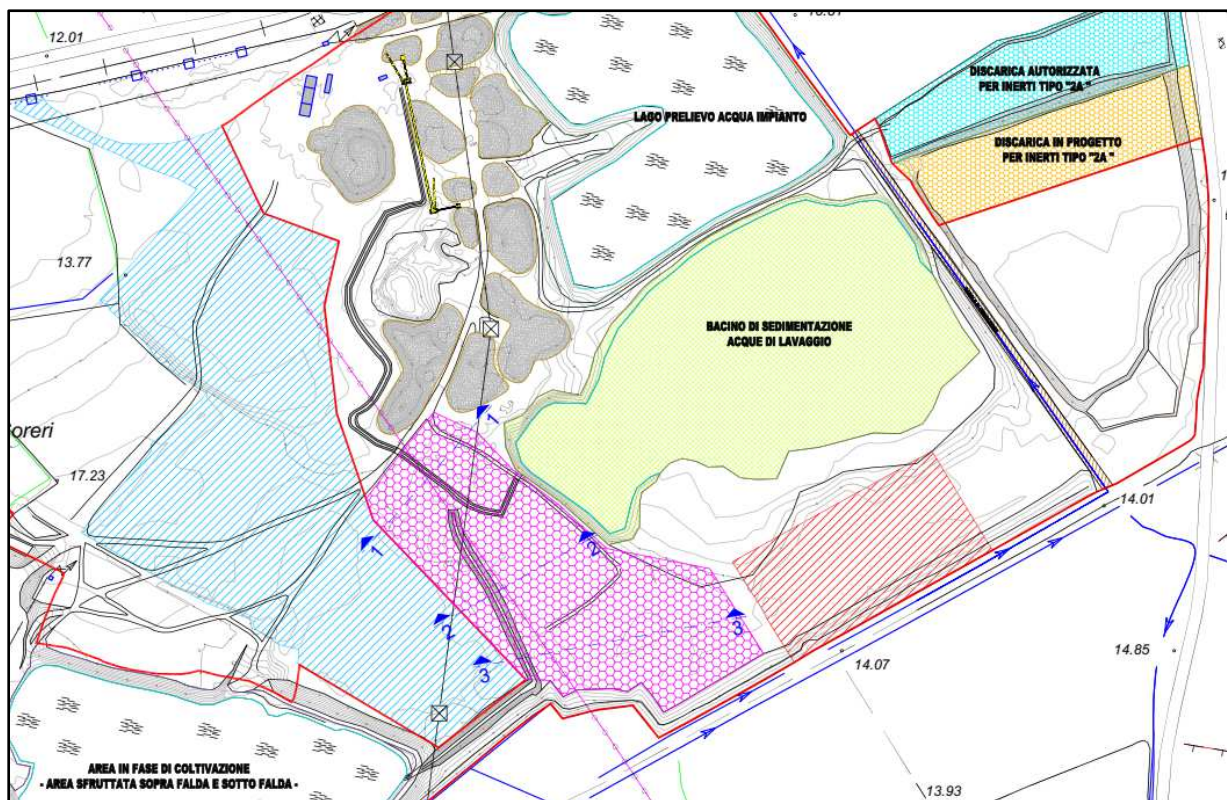 12.01
DISCARICA AUTORIZZATA
PER INERTI TIPO "2A "
LAGO PRELIEVO ACQUA IMPIANTO
DISCARICA IN PROGETTO
PER INERTI TIPO "2A "
13.77
BACINO DI SEDIMENTAZIONE
ACQUE DI LAVAGGIO
1
oreri
17.23
14.01
1
2
2
3
3
14.07
14.85
AREA IN FASE DI COLTIVAZIONE
- AREA SFRUTTATA SOPRA FALDA E SOTTO FALDA -
13.93